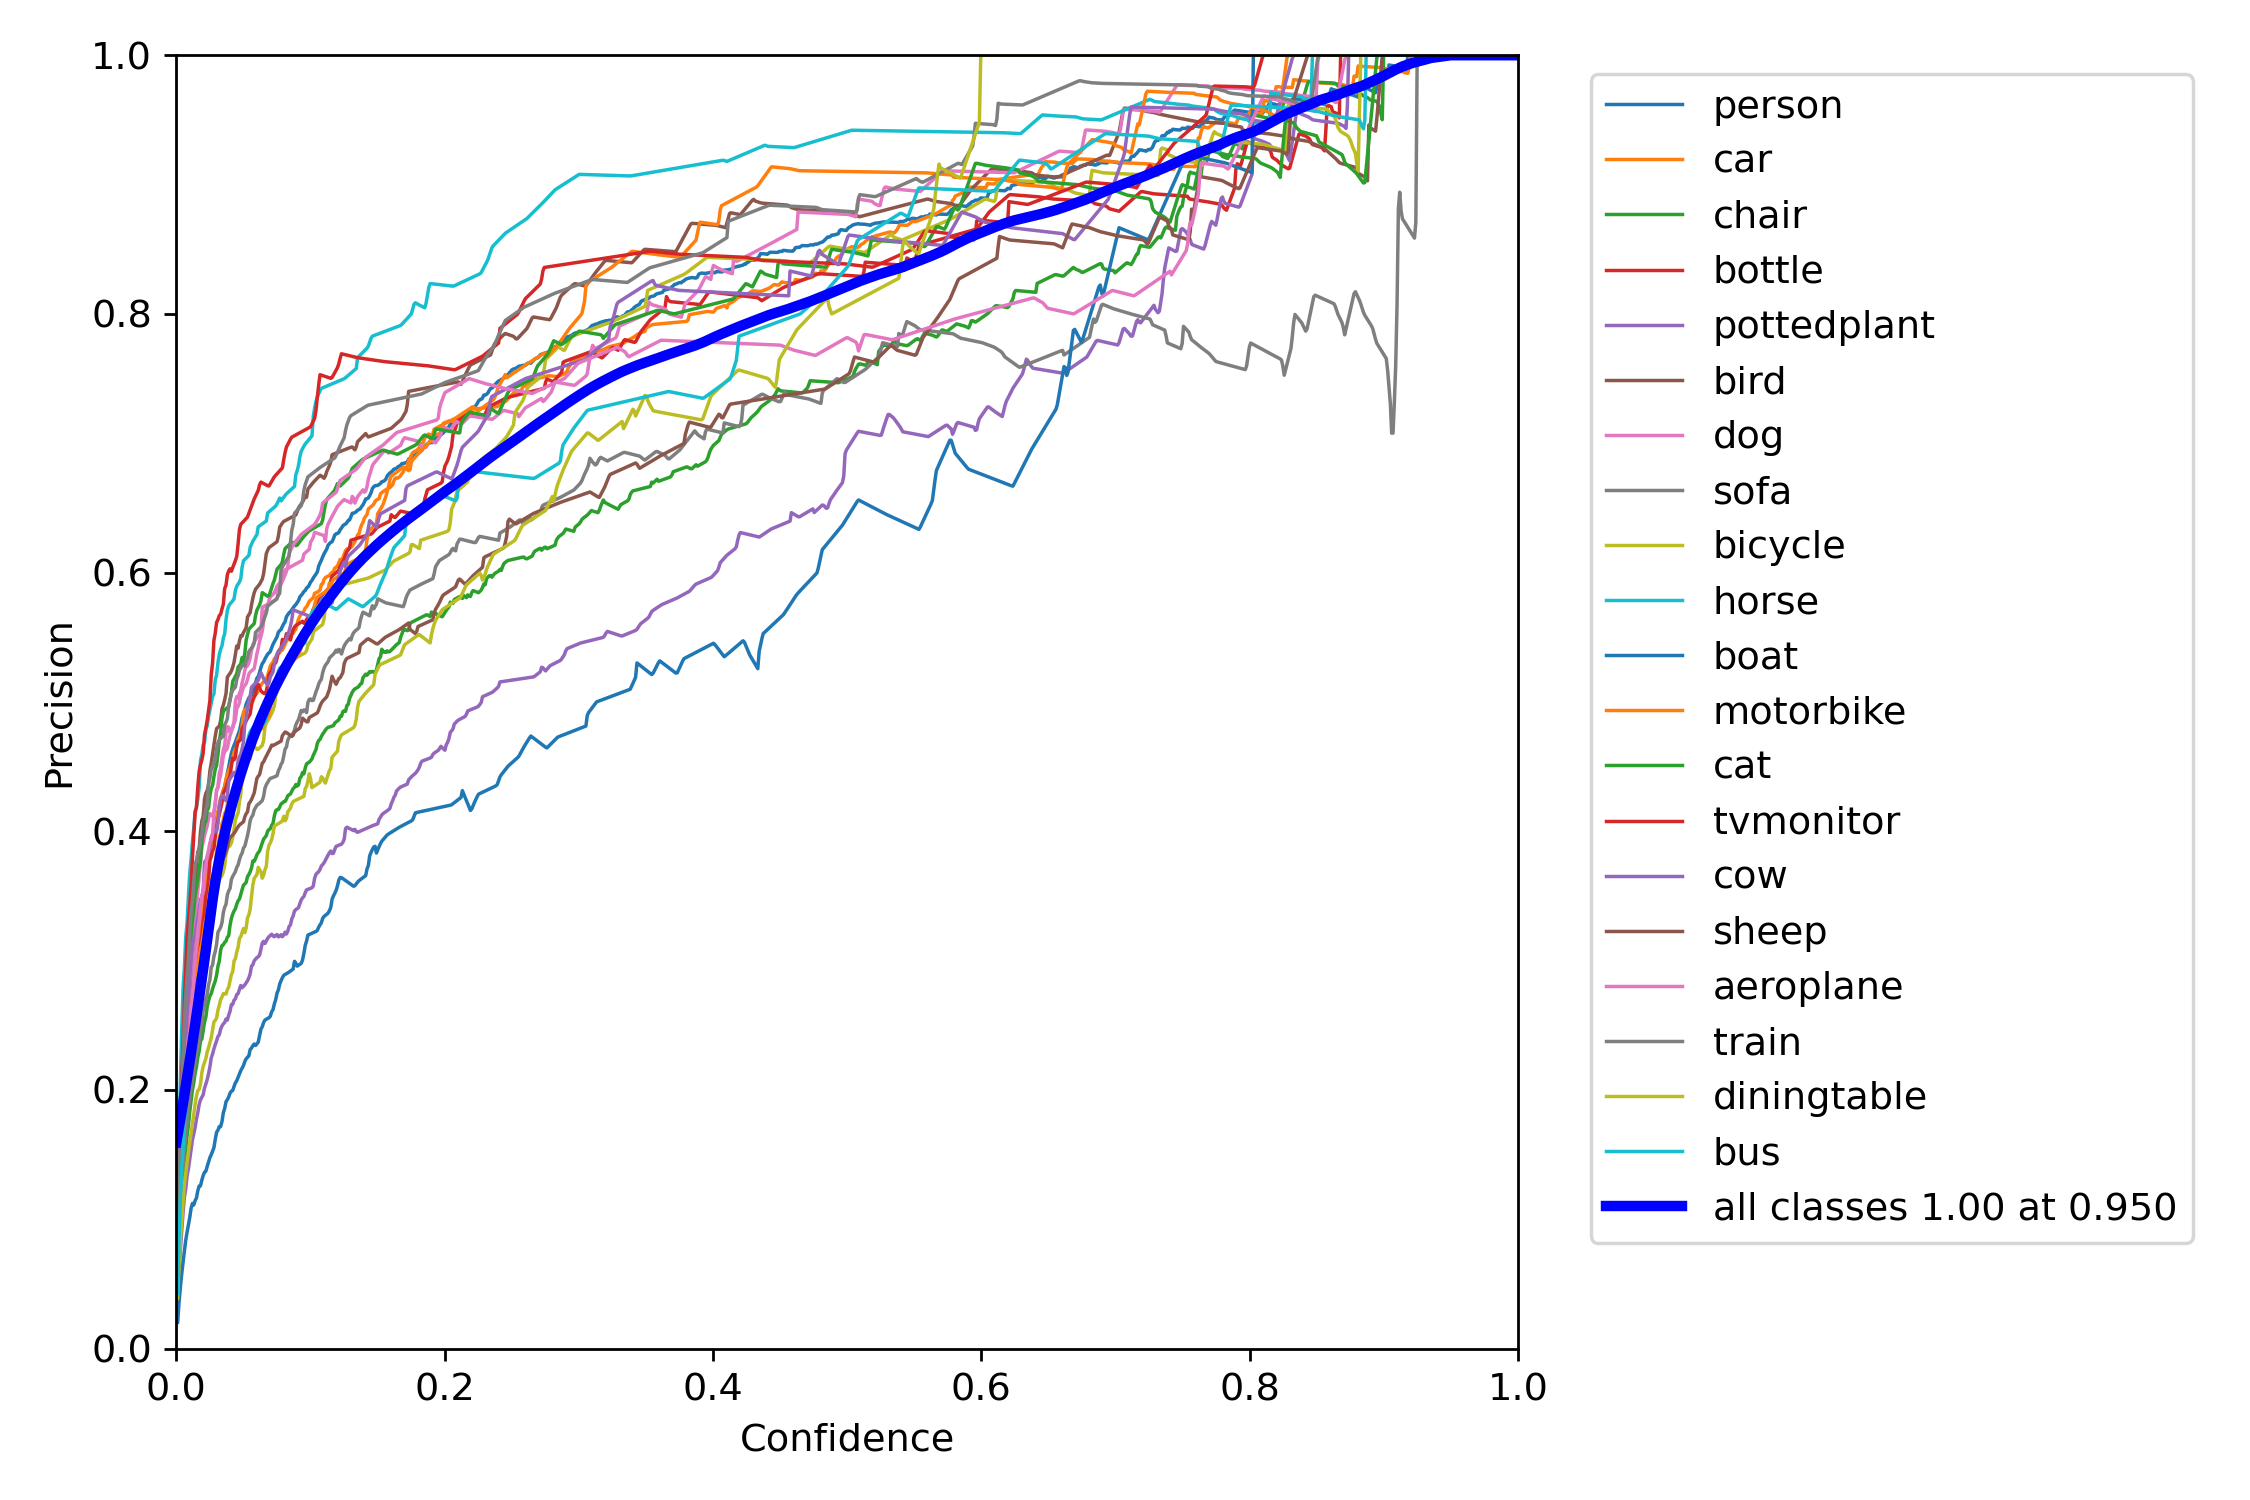 1.0
0.8
0.6
0.4
0.2
0.0
Precision
0.0 0.2 0.4 0.6 0.8 1.0
Confidence
person
car
chair
bottle
pottedplant
bird
dog
sofa
bicycle
horse
boat
motorbike
cat
tvmonitor
cow
sheep
aeroplane
train
diningtable
bus
all classes 1.00 at 0.950